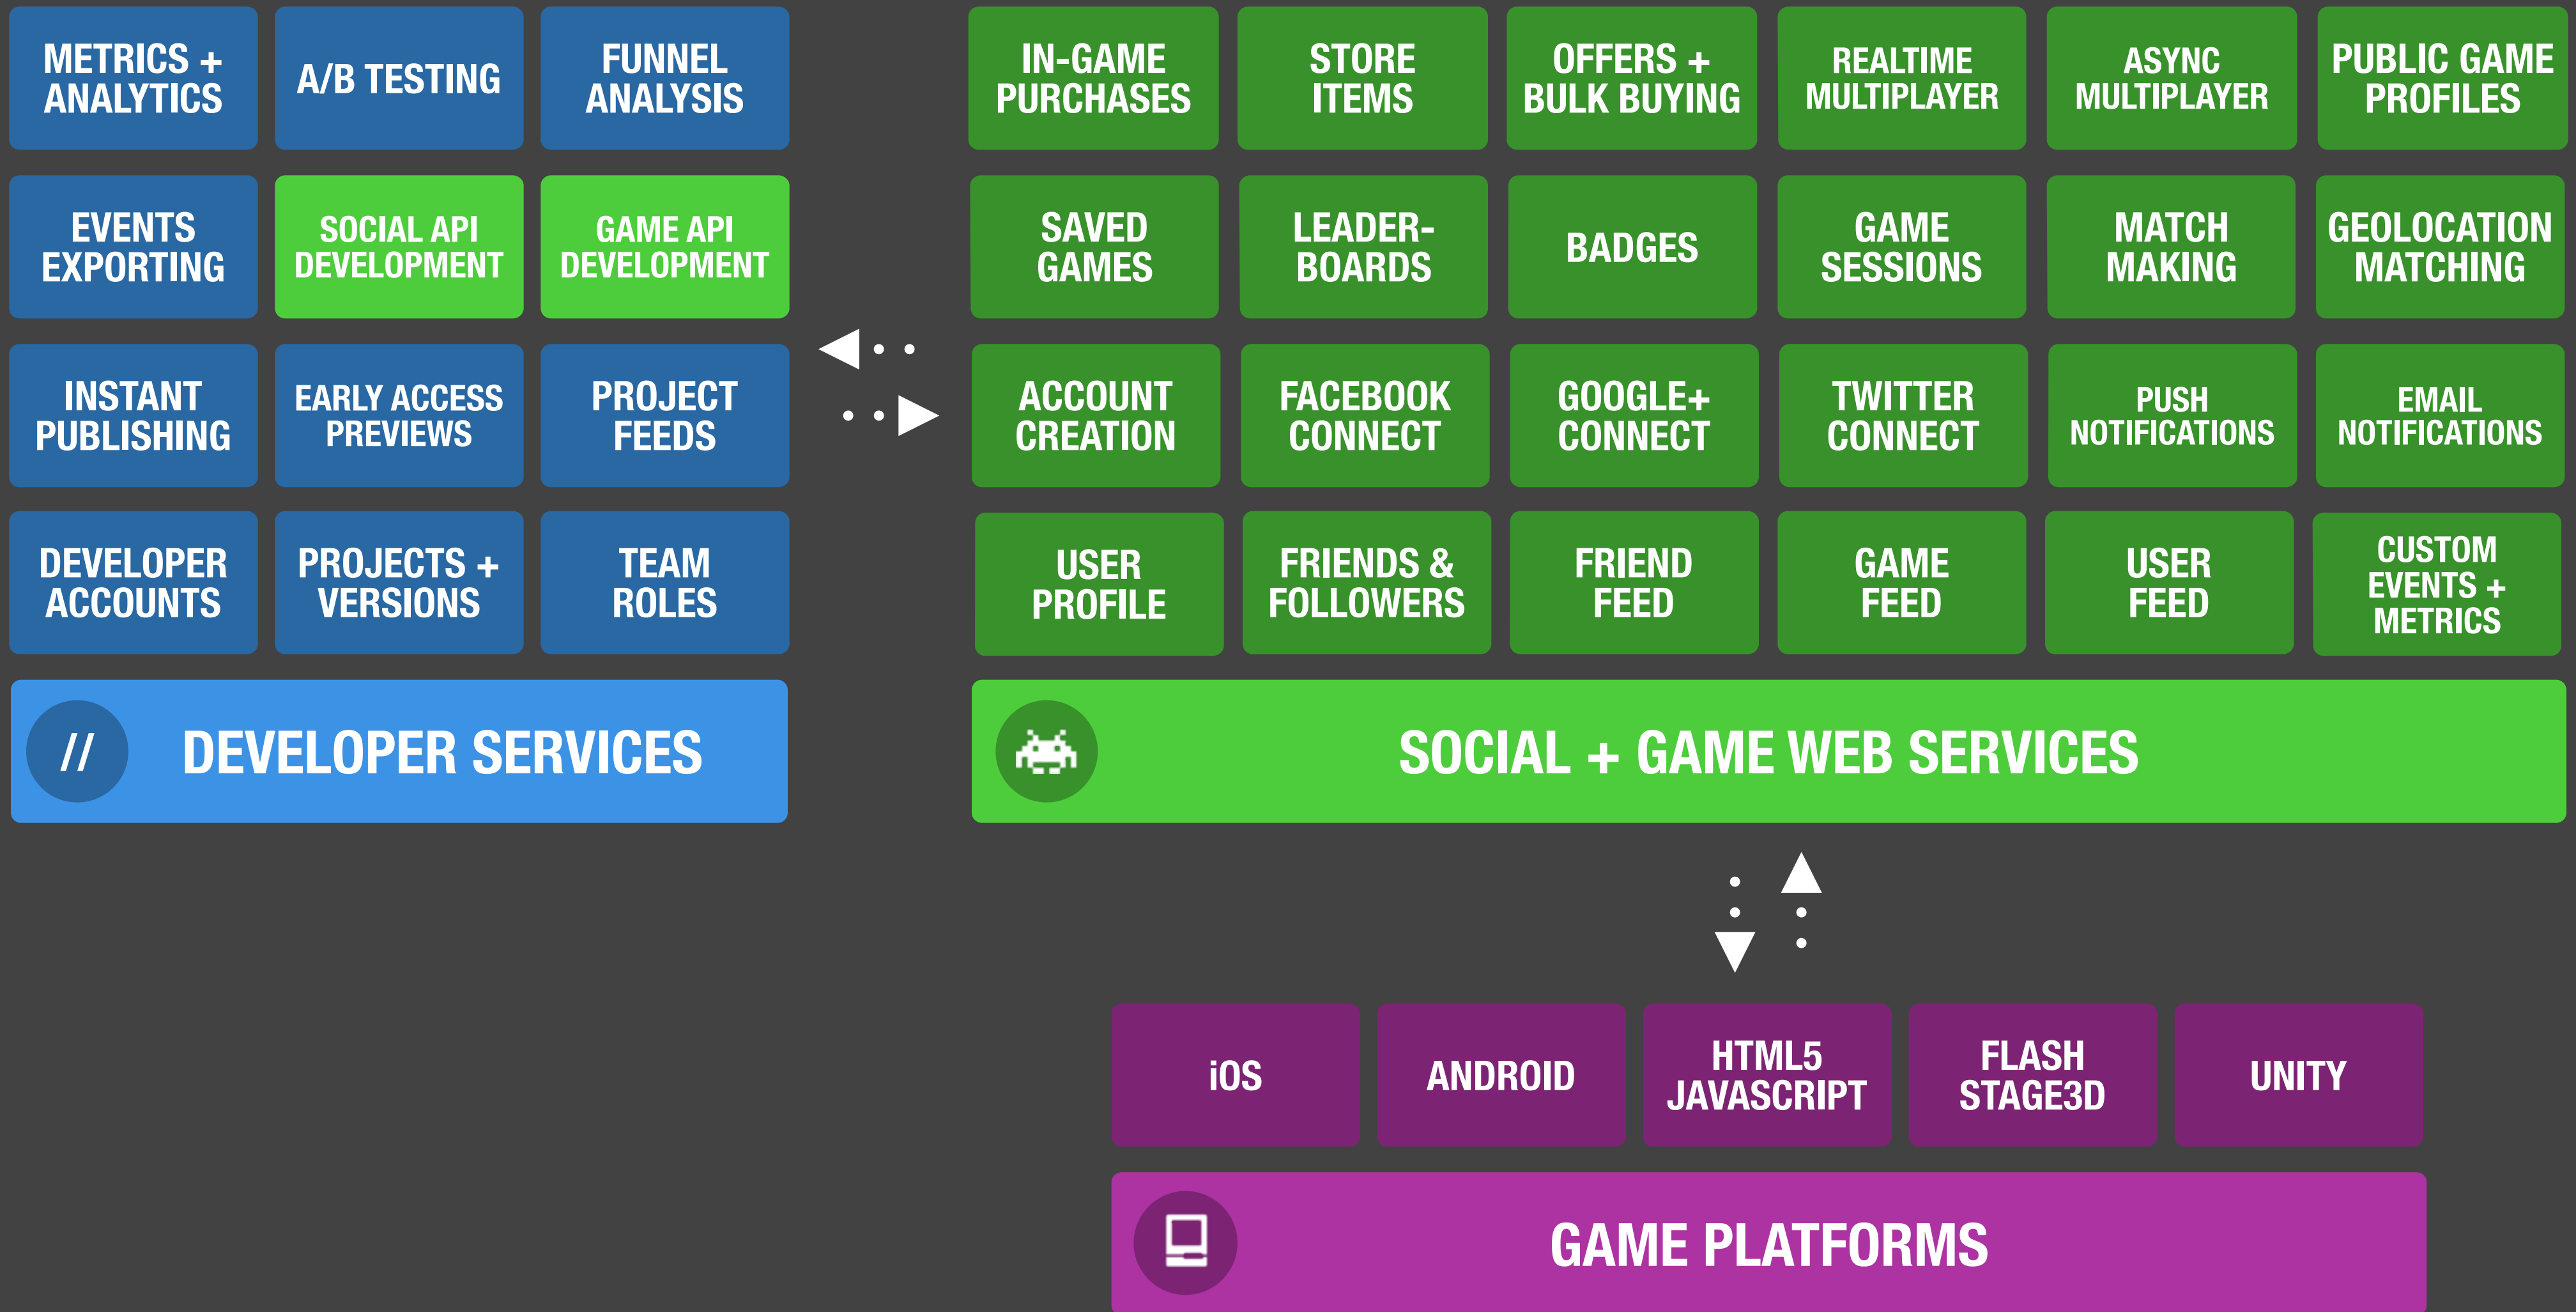 METRICS +
ANALYTICS
A/B TESTING
FUNNEL
ANALYSIS
EVENTS
EXPORTING
SOCIAL API
DEVELOPMENT
GAME API
DEVELOPMENT
INSTANT
PUBLISHING
EARLY ACCESS
PREVIEWS
PROJECT
FEEDS
DEVELOPER
ACCOUNTS
PROJECTS +
VERSIONS
TEAM
ROLES
//
DEVELOPER SERVICES
IN-GAME
PURCHASES
STORE
ITEMS
OFFERS +
BULK BUYING
REALTIME
MULTIPLAYER
ASYNC
MULTIPLAYER
PUBLIC GAME
PROFILES
SAVED
GAMES
LEADER-
BOARDS
BADGES
GAME
SESSIONS
MATCH
MAKING
GEOLOCATION
MATCHING
ACCOUNT
CREATION
FACEBOOK
CONNECT
GOOGLE+
CONNECT
TWITTER
CONNECT
PUSH
NOTIFICATIONS
EMAIL
NOTIFICATIONS
USER
PROFILE
FRIENDS &
FOLLOWERS
FRIEND
FEED
GAME
FEED
USER
FEED
CUSTOM
EVENTS +
METRICS
SOCIAL + GAME WEB SERVICES
iOS
ANDROID
HTML5
JAVASCRIPT
FLASH
STAGE3D
UNITY
GAME PLATFORMS